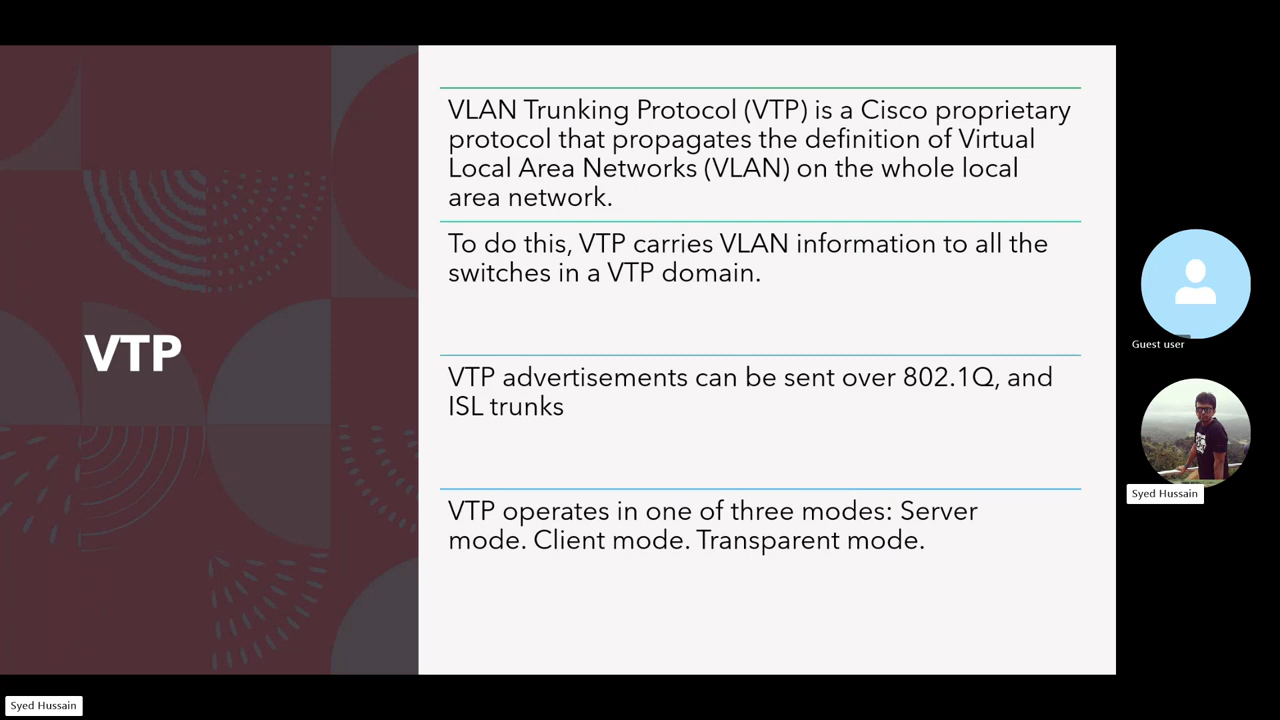 VTP
VLAN Trunking Protocol (VTP) is a Cisco proprietary
protocol that propagates the definition of Virtual
Local Area Networks (VLAN) on the whole local
area network.
To do this, VTP carries VLAN information to all the
switches in a VTP domain.
VTP advertisements can be sent over 802.1Q, and
ISL trunks
VTP operates in one of three modes: Server
mode. Client mode. Transparent mode.
Guest user
Syed Hussain
Syed Hussain